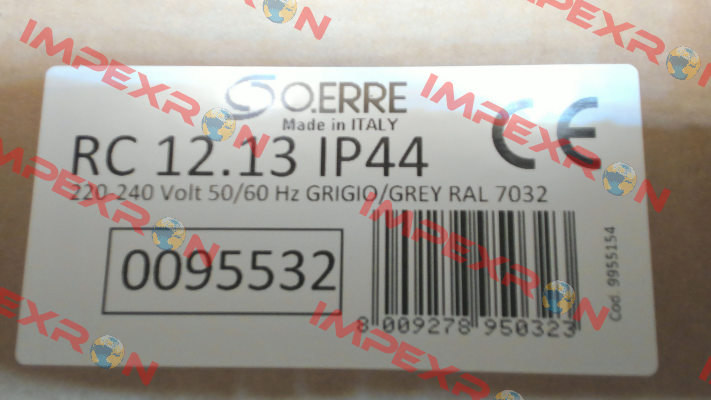 O.ERRE
Made in ITALY
CE
RC 12.13 IP44
220-240 Volt 50/60 Hz GRIGIO/GREY RAL 7032
0095532
8 009278 950323
Cod. 9955154
IMPEXRON
IMPEXRON
IMPEXRON
IMPEXRON
IMPEXRON
IMPEXRON